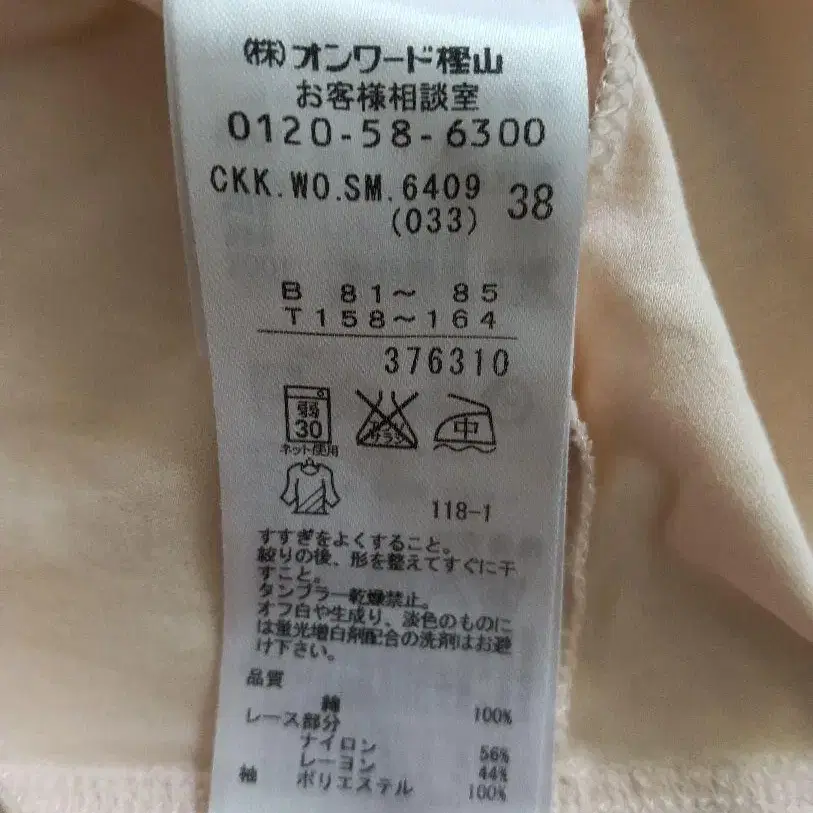 (株)オンワード樫山
お客様相談室
0120-58-6300
CKK.WO.SM.6409 38
(033)
B 81〜 85
T158〜164
376310
弱
30
ネット使用
エンソ
サラシ
中
118-1
すすぎをよくすること。
絞りの後、形を整えてすぐに干
すこと。
タンブラー乾燥禁止。
オフ白や生成り、淡色のものに
は蛍光増白剤配合の洗剤はお避
け下さい。
品質
綿 100%
レース部分
ナイロン 56%
レーヨン 44%
袖 ポリエステル 100%